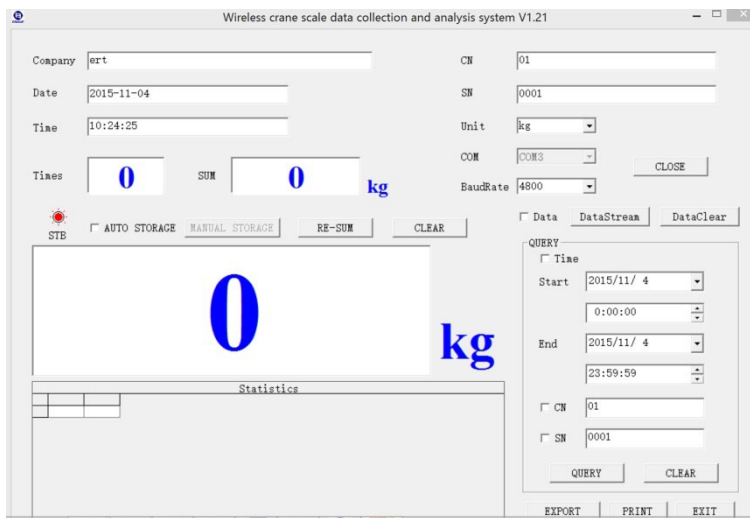 Wireless crane scale data collection and analysis system V1.21
Company ert
CN 01
Date 2015-11-04
SN 0001
Time 10:24:25
Unit kg
COM COM3
CLOSE
Times 0 SUM 0 kg
BaudRate 4800
STB
AUTO STORAGE MANUAL STORAGE RE-SUM CLEAR
Data DataStream DataClear
0 kg
QUERY
Time
Start 2015/11/ 4
0:00:00
End 2015/11/ 4
23:59:59
Statistics
CN 01
SN 0001
QUERY CLEAR
EXPORT PRINT EXIT